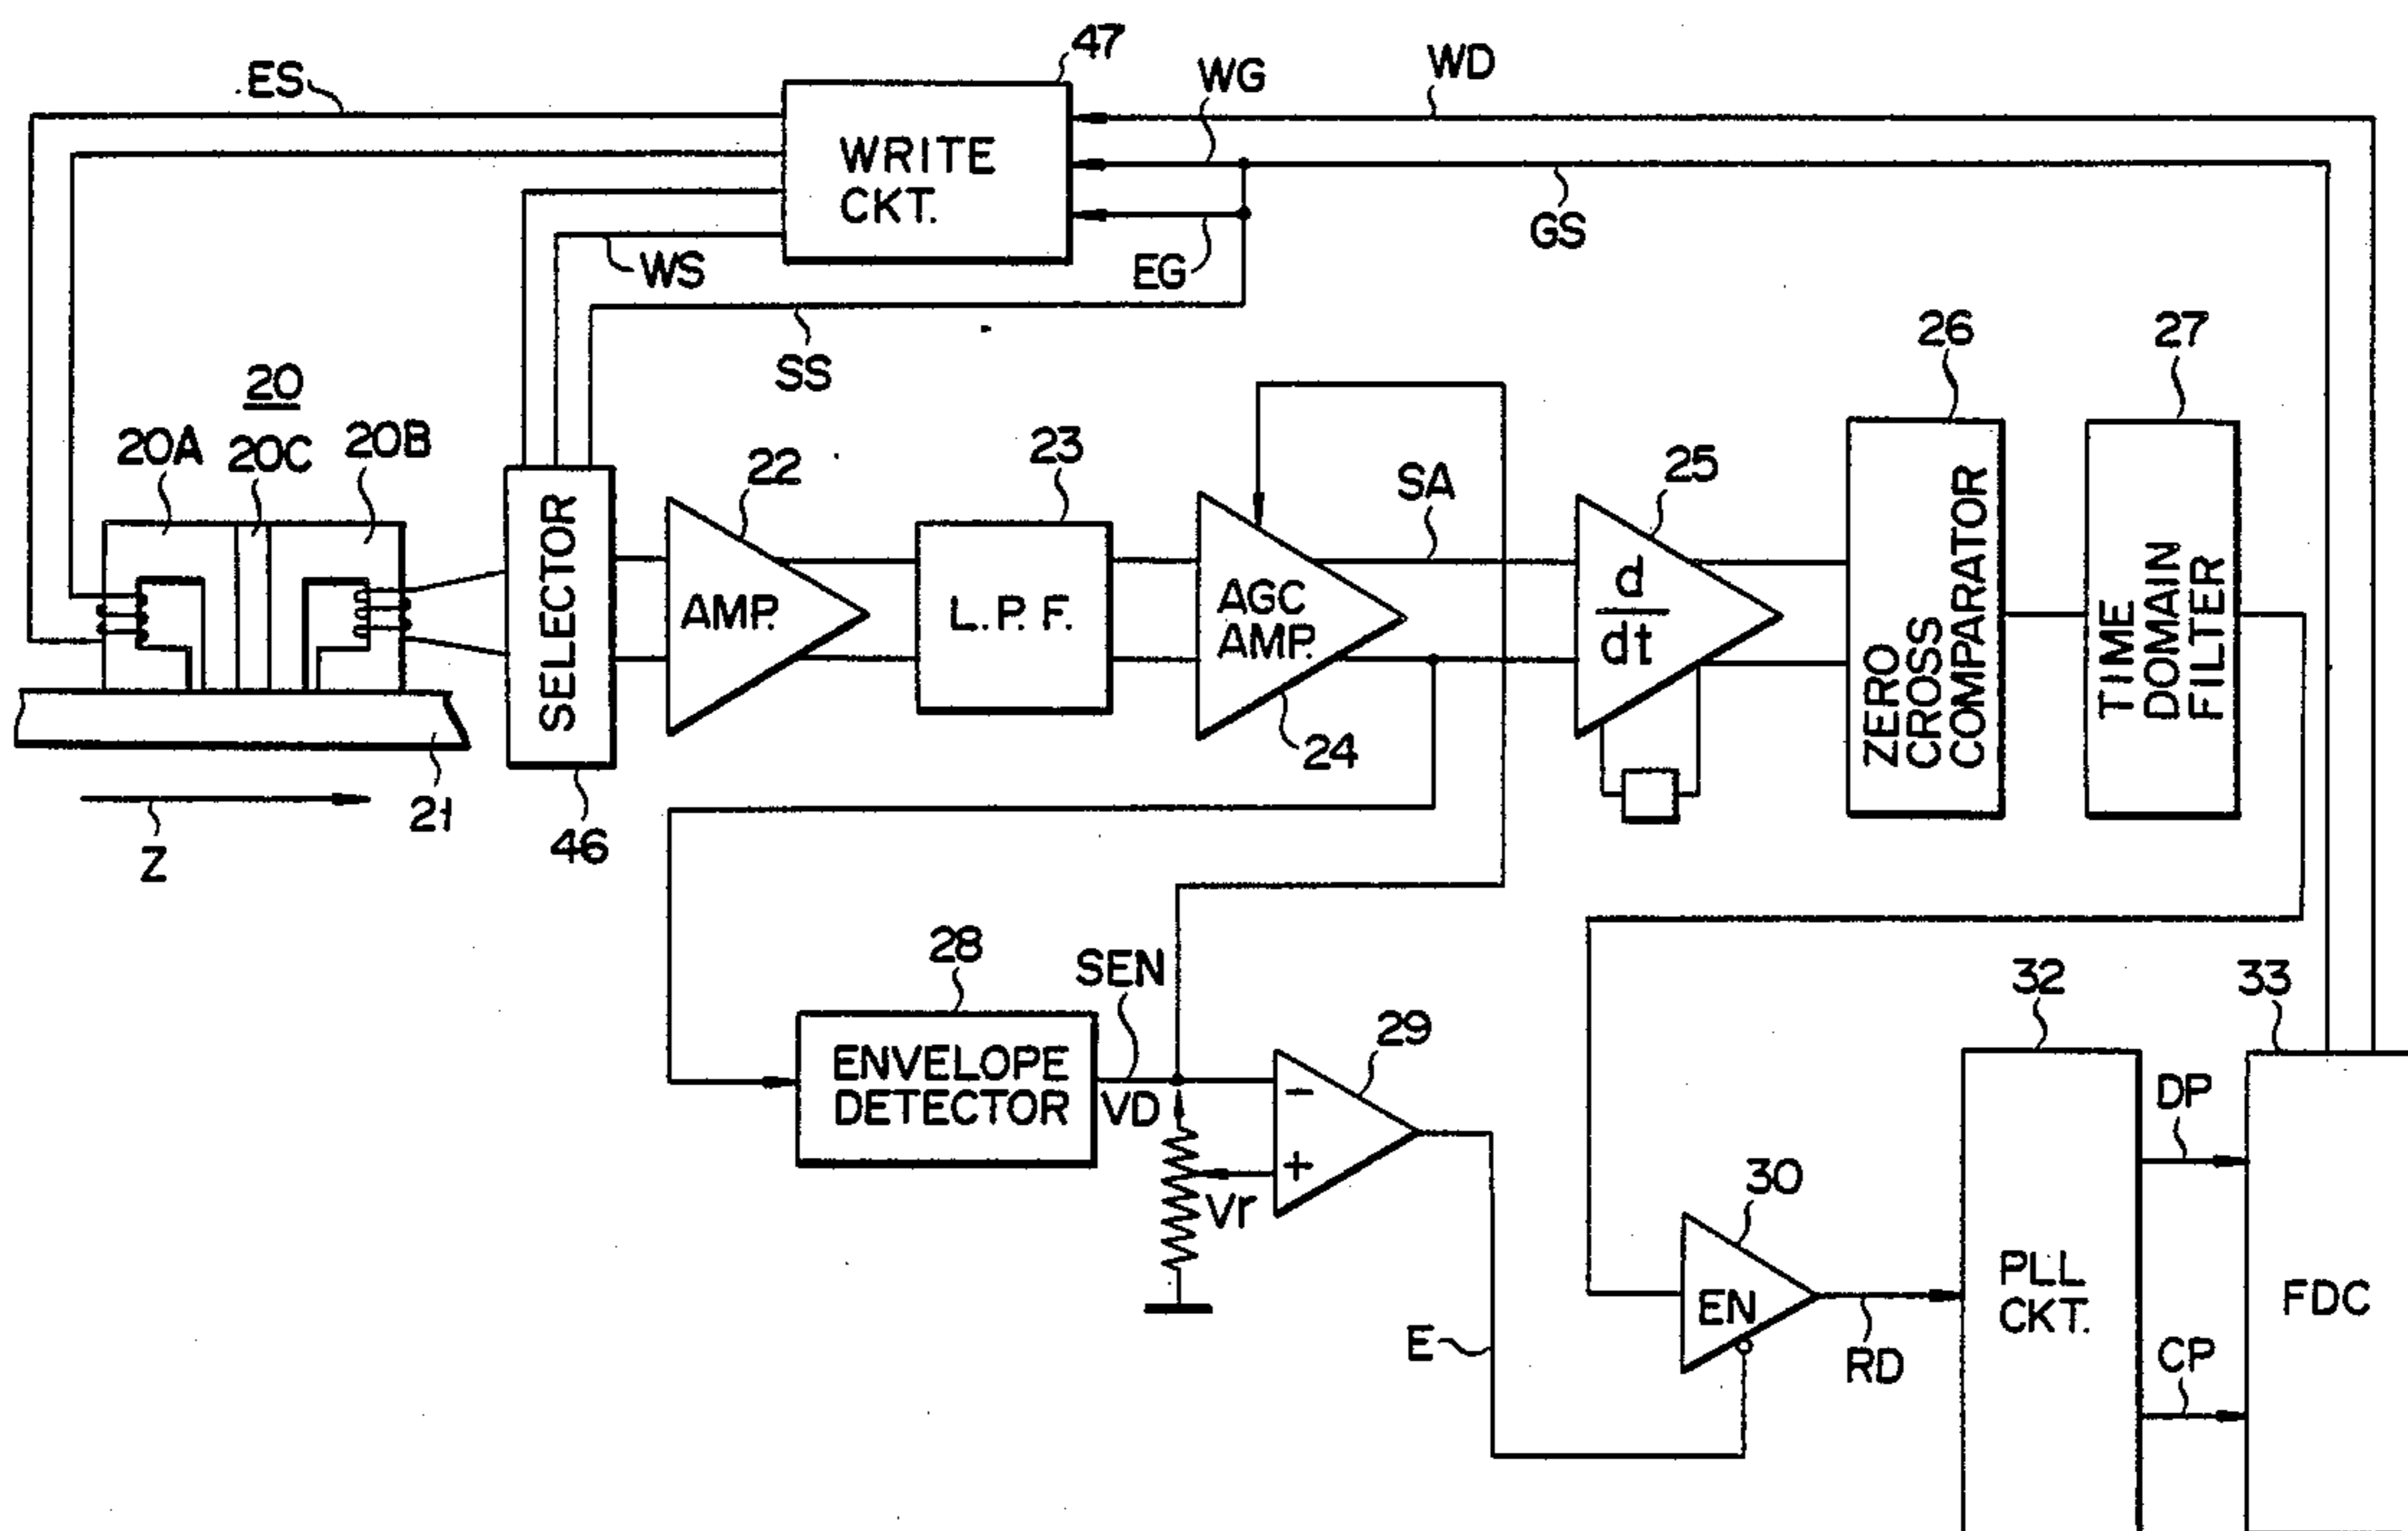 47
ES
WG
WD
WRITE
CKT.
GS
WS
EG
SS
20
20A
20C
20B
SELECTOR
46
22
AMP.
23
L.P.F.
SA
AGC
AMP.
24
25
d
dt
26
ZERO
CROSS
COMPARATOR
27
TIME
DOMAIN
FILTER
21
Z
28
SEN
ENVELOPE
DETECTOR
VD
29
-
+
Vr
E
30
EN
RD
32
PLL
CKT.
DP
CP
33
FDC